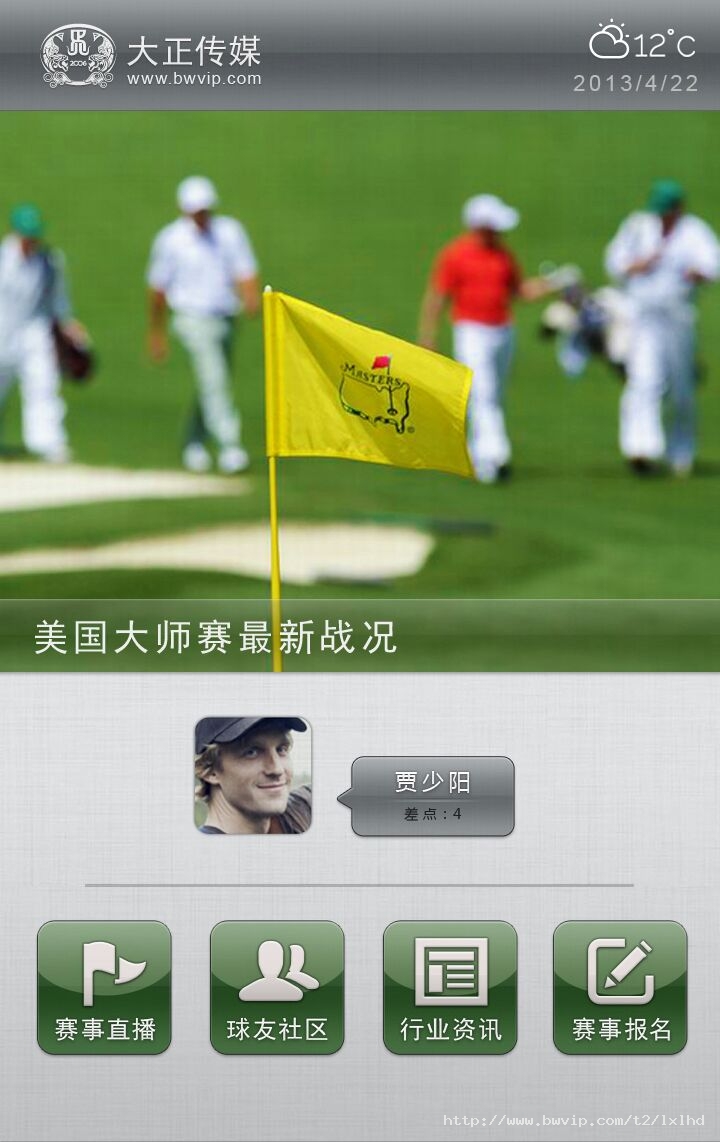 大正传媒
www.bwvip.com
2006
12°C
2013/4/22
MASTERS
美国大师赛最新战况
贾少阳
差点：4
赛事直播
球友社区
行业资讯
赛事报名
http://www.bwvip.com/t2/lxlhd